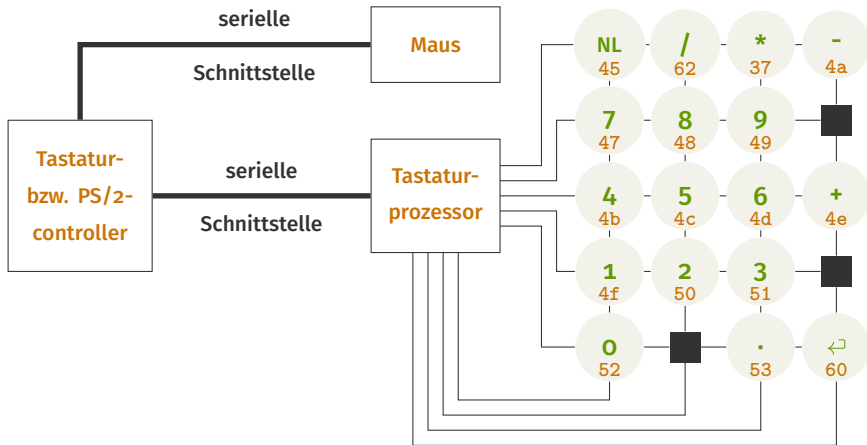 serielle
Schnittstelle
Maus
Tastatur-
bzw. PS/2-
controller
serielle
Schnittstelle
Tastatur-
prozessor
NL / * -
45 62 37 4a
7 8 9
47 48 49
4 5 6 +
4b 4c 4d 4e
1 2 3
4f 50 51
0 . ↵
52 53 60